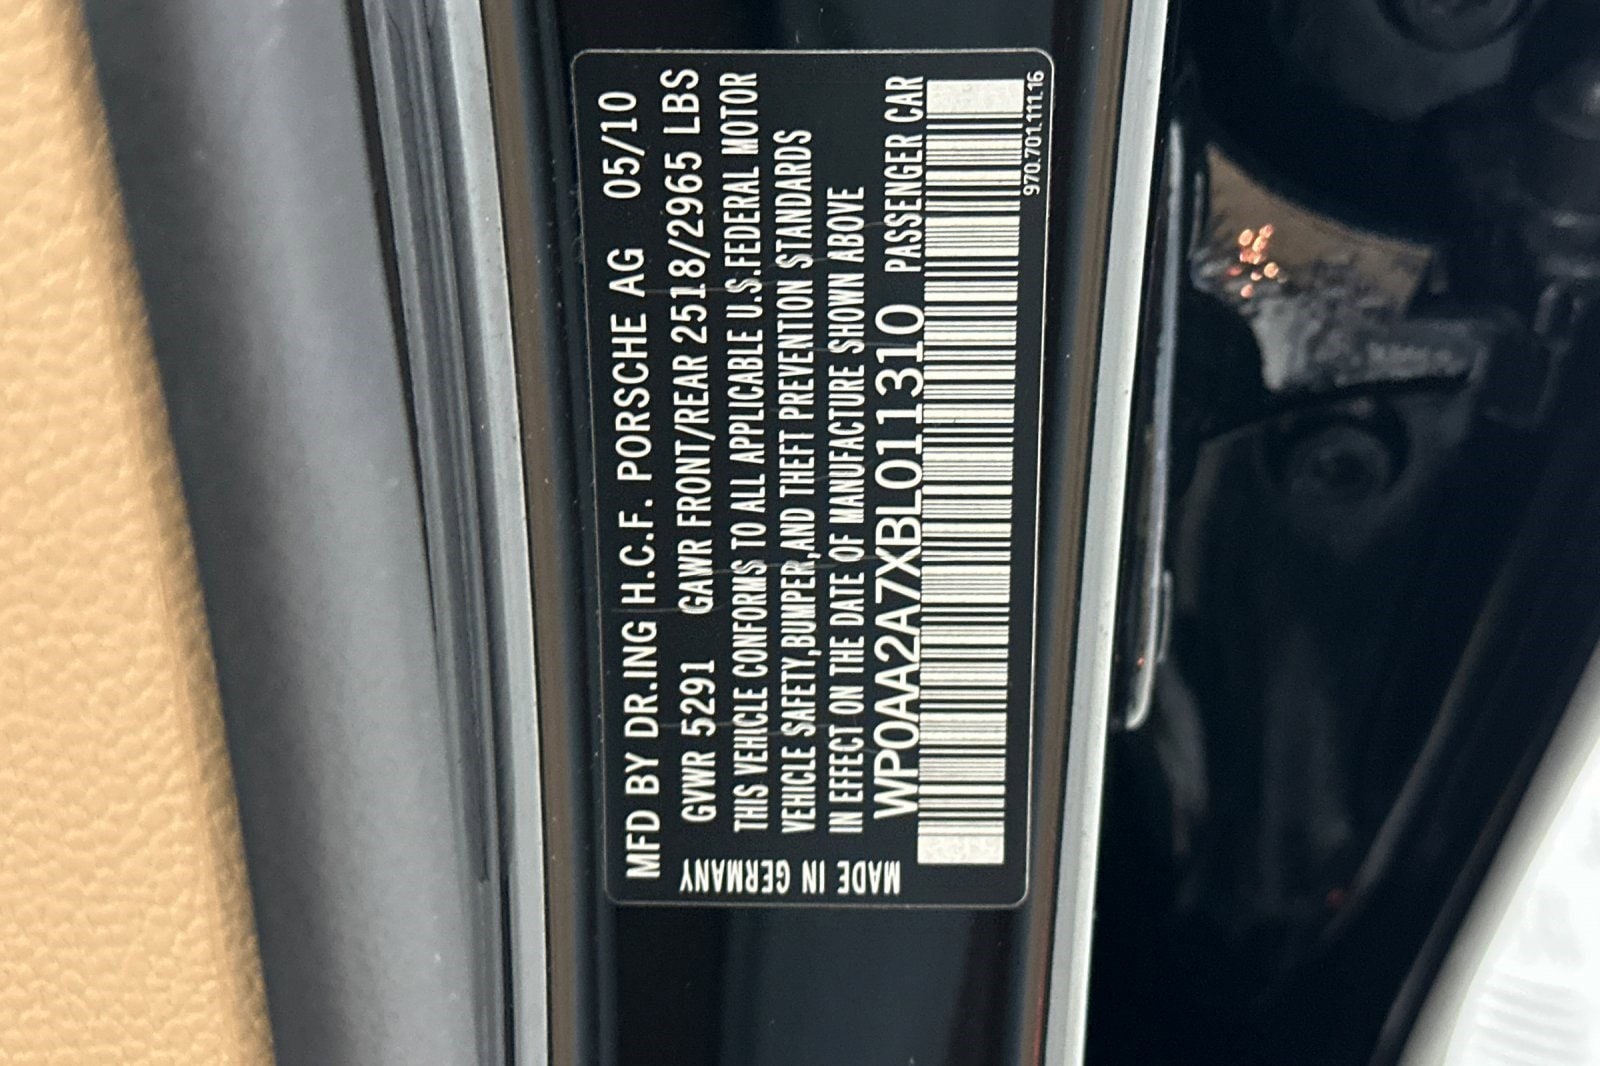 MFD BY DR.ING H.C.F. PORSCHE AG 05/10
GVWR 5291 GAWR FRONT/REAR 2518/2965 LBS
THIS VEHICLE CONFORMS TO ALL APPLICABLE U.S.FEDERAL MOTOR
VEHICLE SAFETY,BUMPER,AND THEFT PREVENTION STANDARDS
IN EFFECT ON THE DATE OF MANUFACTURE SHOWN ABOVE
WP0AA2A7XBL011310 PASSENGER CAR
970.701.111.16
MADE IN GERMANY